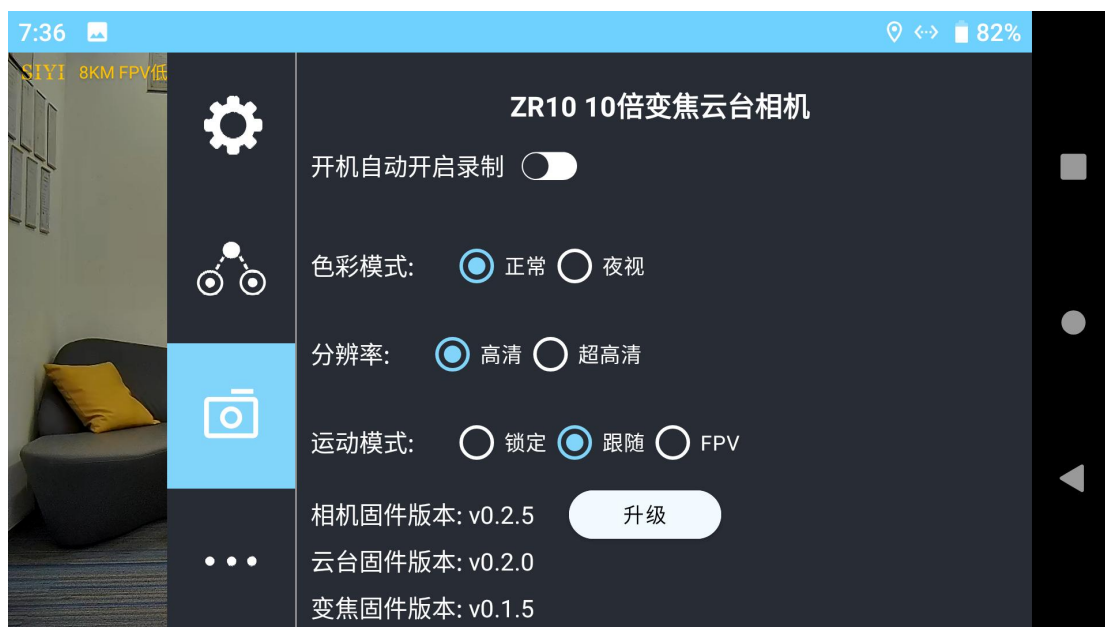 7:36 82%
SIYI 8KM FPV低
ZR10 10倍变焦云台相机
开机自动开启录制
色彩模式: 正常 夜视
分辨率: 高清 超高清
运动模式: 锁定 跟随 FPV
相机固件版本: v0.2.5 升级
云台固件版本: v0.2.0
变焦固件版本: v0.1.5